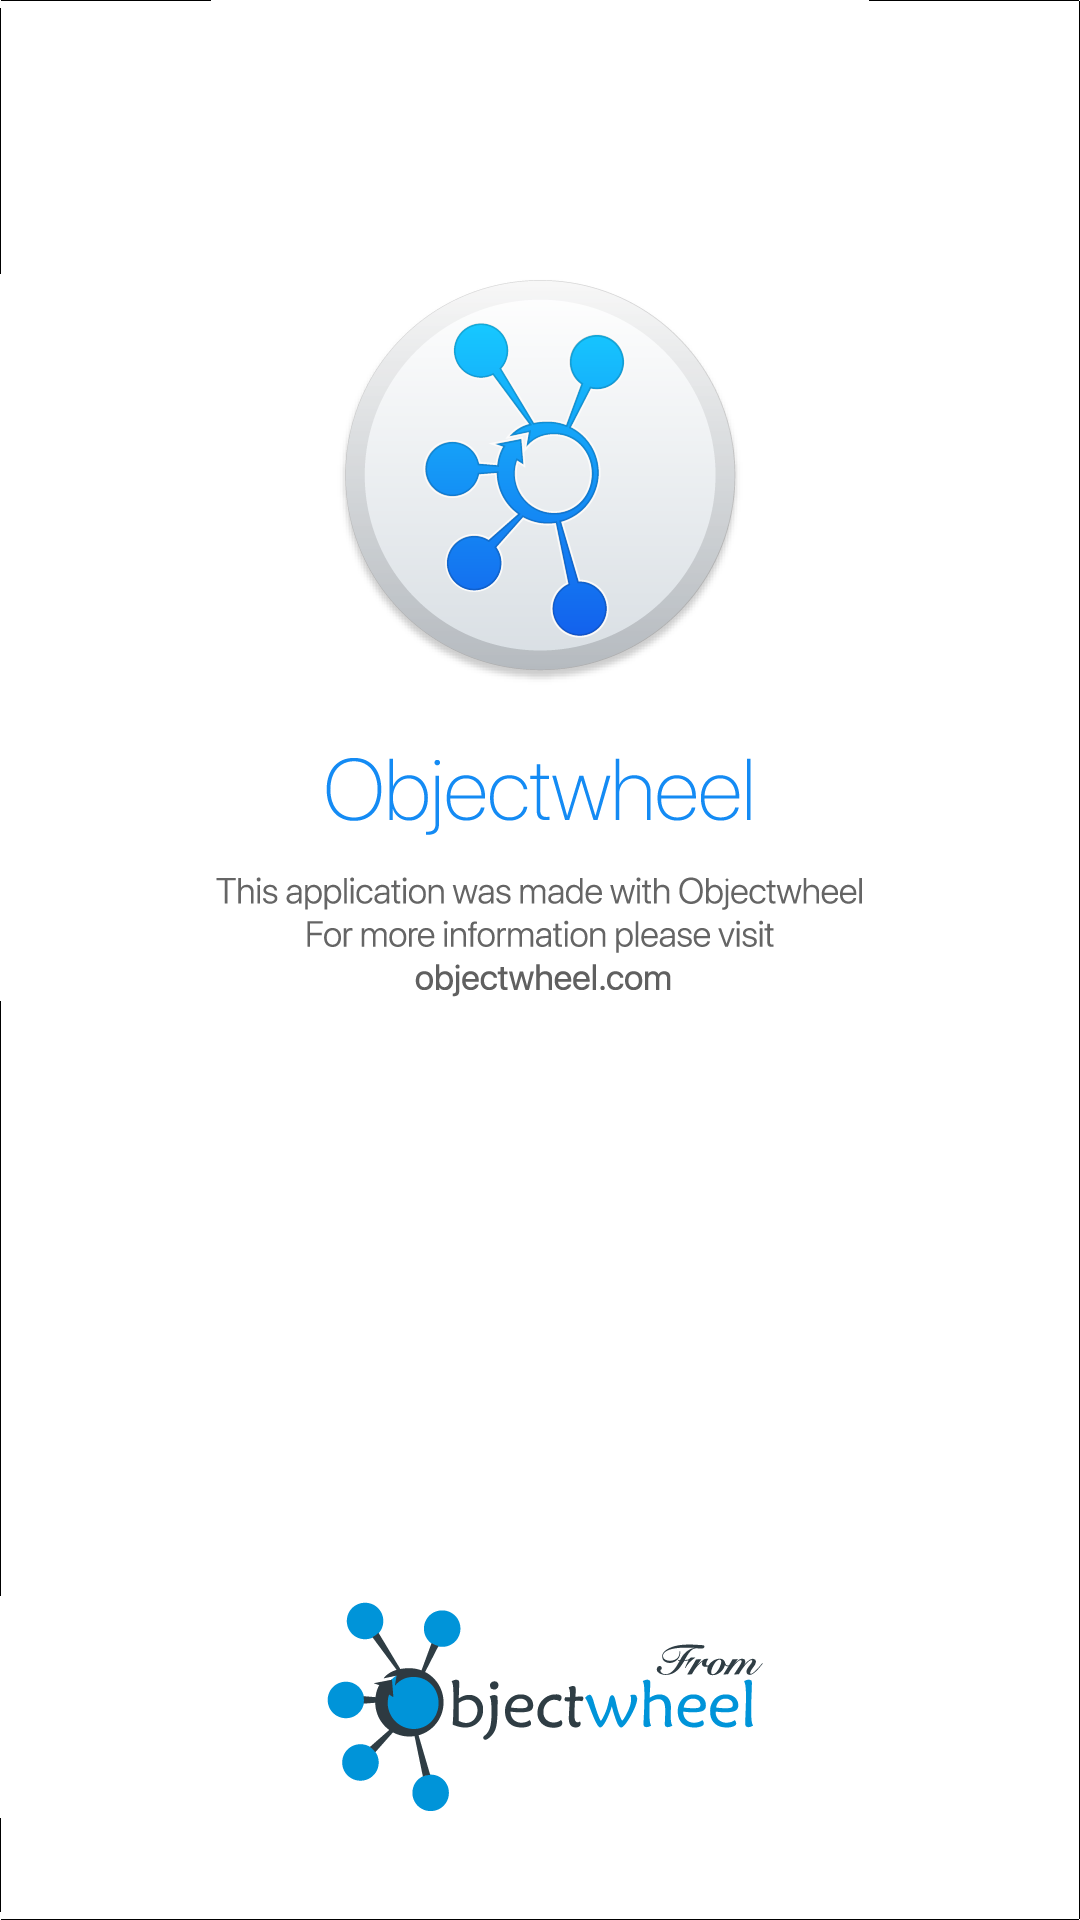 Objectwheel
This application was made with Objectwheel
For more information please visit
objectwheel.com
From
bjectwheel